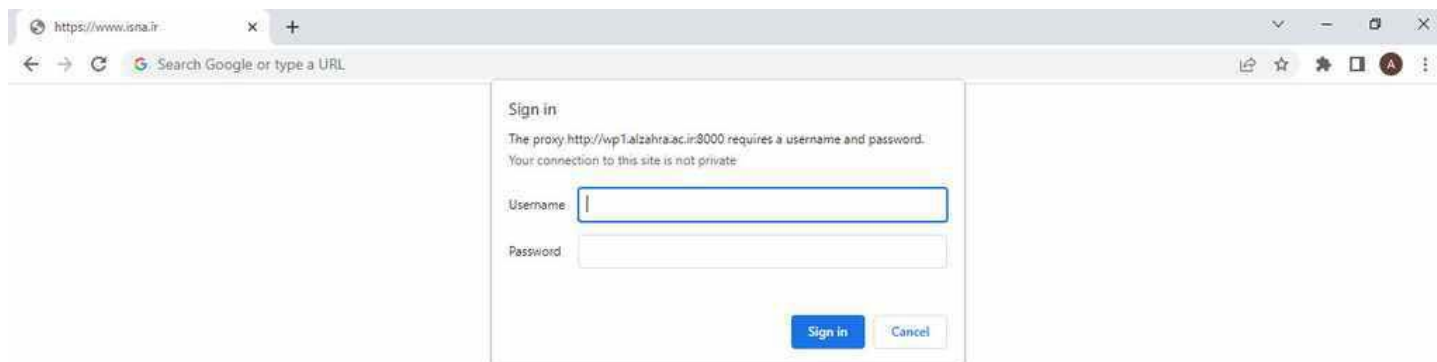 https://www.isna.ir
Search Google or type a URL
A
Sign in
The proxy http://wp1.alzahra.ac.ir:8000 requires a username and password.
Your connection to this site is not private
Username
Password
Sign in Cancel